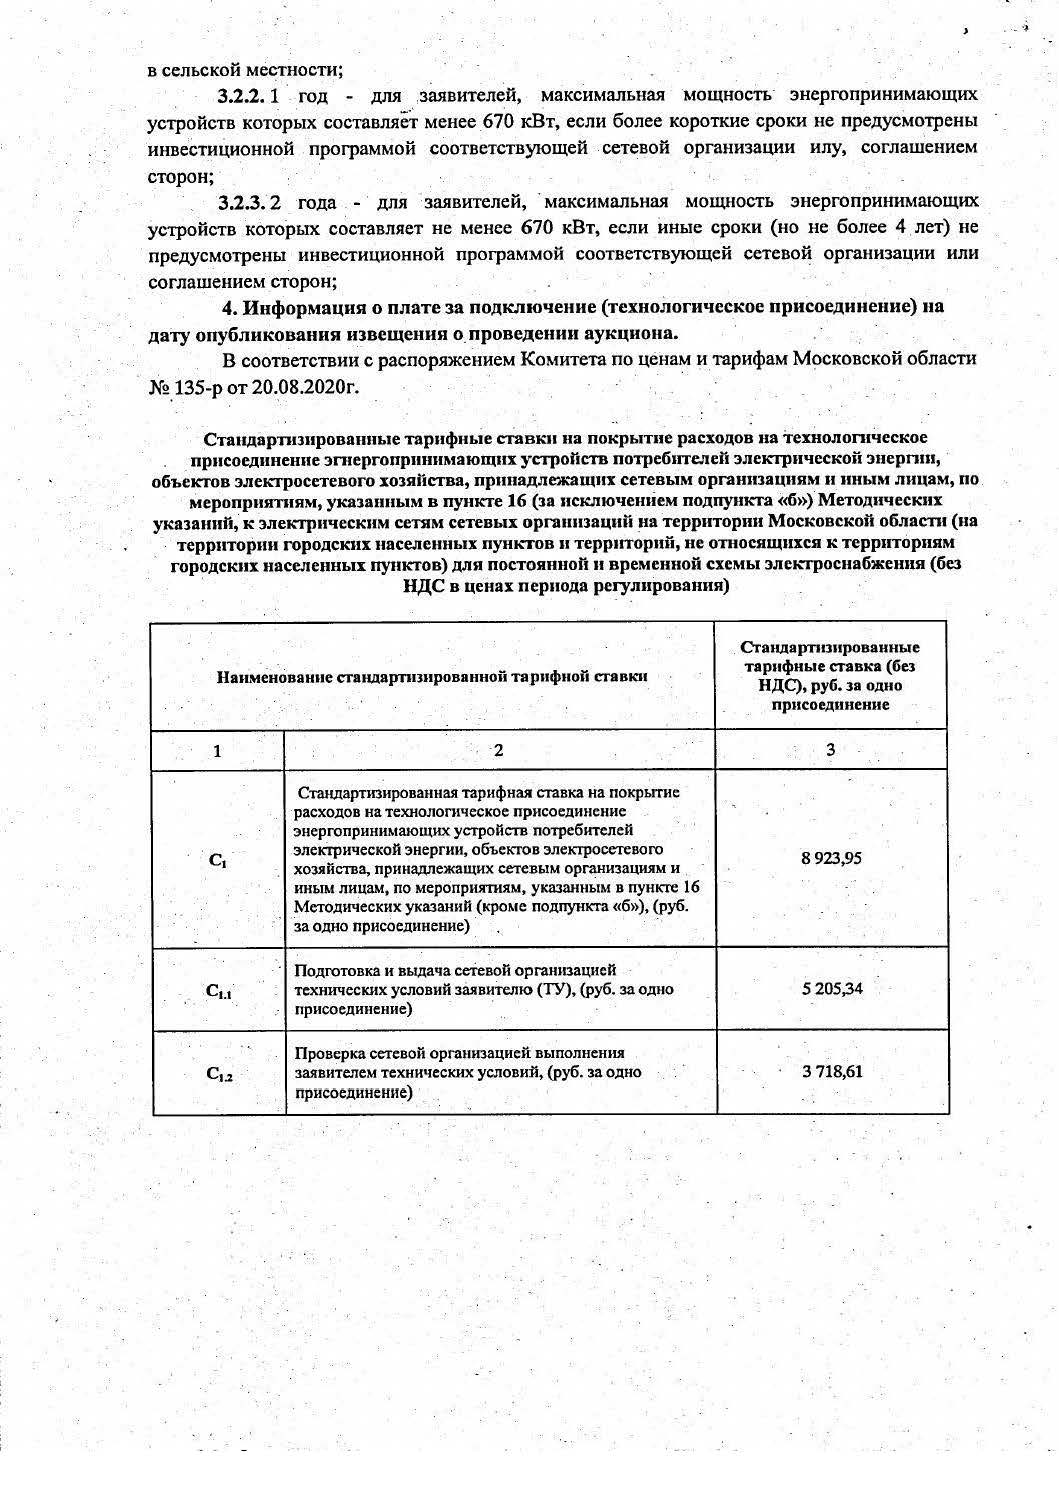 в сельской местности;
3.2.2. 1 год - для заявителей, максимальная мощность энергопринимающих
устройств которых составляет менее 670 кВт, если более короткие сроки не предусмотрены
инвестиционной программой соответствующей сетевой организации илу, соглашением
сторон;
3.2.3. 2 года - для заявителей, максимальная мощность энергопринимающих
устройств которых составляет не менее 670 кВт, если иные сроки (но не более 4 лет) не
предусмотрены инвестиционной программой соответствующей сетевой организации или
соглашением сторон;
4. Информация о плате за подключение (технологическое присоединение) на
дату опубликования извещения о проведении аукциона.
В соответствии с распоряжением Комитета по ценам и тарифам Московской области
№ 135-р от 20.08.2020г.
Стандартизированные тарифные ставки на покрытие расходов на технологическое
присоединение эгнергопринимающих устройств потребителей электрической энергии,
объектов электросетевого хозяйства, принадлежащих сетевым организациям и иным лицам, по
мероприятиям, указанным в пункте 16 (за исключением подпункта «б») Методических
указаний, к электрическим сетям сетевых организаций на территории Московской области (на
территории городских населенных пунктов и территорий, не относящихся к территориям
городских населенных пунктов) для постоянной и временной схемы электроснабжения (без
НДС в ценах периода регулирования)
Наименование стандартизированной тарифной ставки
Стандартизированные
тарифные ставка (без
НДС), руб. за одно
присоединение
1
2
3
С1
Стандартизированная тарифная ставка на покрытие
расходов на технологическое присоединение
энергопринимающих устройств потребителей
электрической энергии, объектов электросетевого
хозяйства, принадлежащих сетевым организациям и
иным лицам, по мероприятиям, указанным в пункте 16
Методических указаний (кроме подпункта «б»), (руб.
за одно присоединение)
8 923,95
С1.1
Подготовка и выдача сетевой организацией
технических условий заявителю (ТУ), (руб. за одно
присоединение)
5 205,34
С1.2
Проверка сетевой организацией выполнения
заявителем технических условий, (руб. за одно
присоединение)
3 718,61